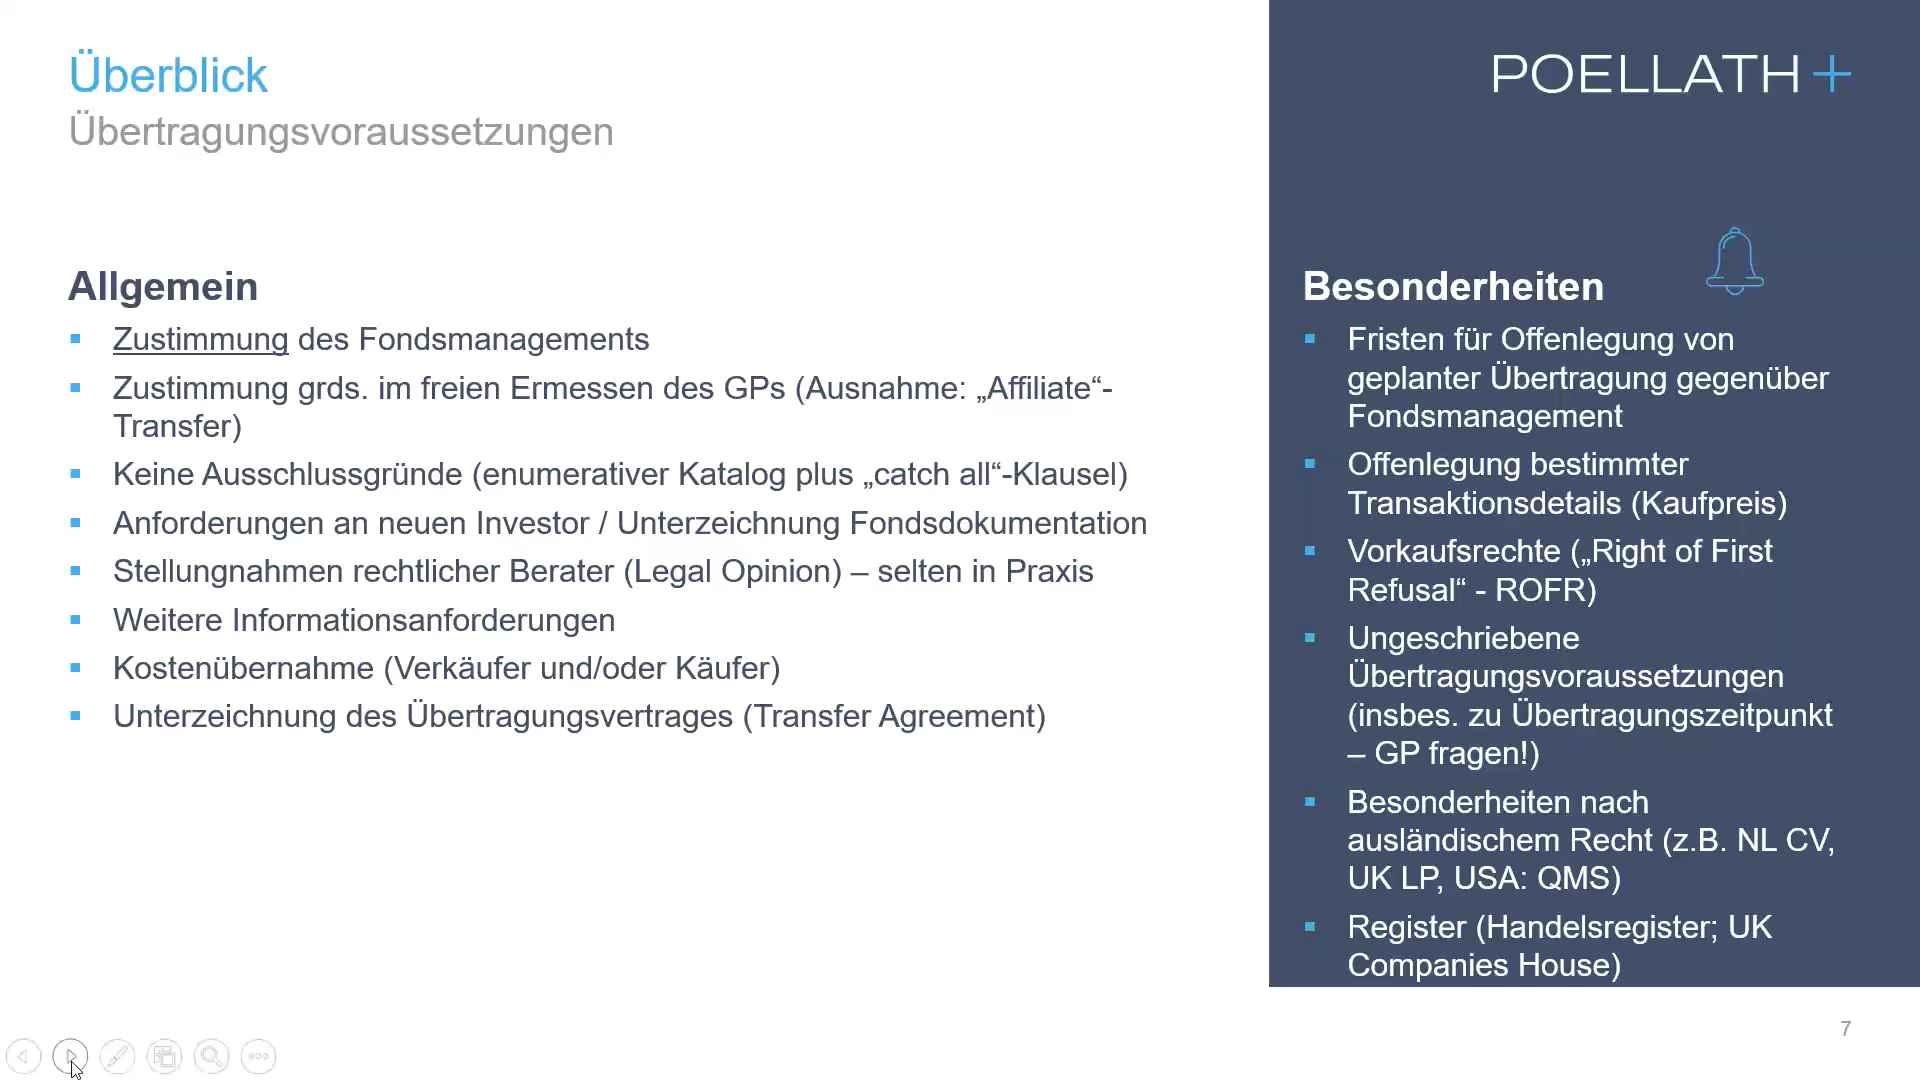 Überblick
Übertragungsvoraussetzungen
POELLATH +
Allgemein
Zustimmung des Fondsmanagements
Zustimmung grds. im freien Ermessen des GPs (Ausnahme: „Affiliate“-
Transfer)
Keine Ausschlussgründe (enumerativer Katalog plus „catch all“-Klausel)
Anforderungen an neuen Investor / Unterzeichnung Fondsdokumentation
Stellungnahmen rechtlicher Berater (Legal Opinion) – selten in Praxis
Weitere Informationsanforderungen
Kostenübernahme (Verkäufer und/oder Käufer)
Unterzeichnung des Übertragungsvertrages (Transfer Agreement)
Besonderheiten
Fristen für Offenlegung von
geplanter Übertragung gegenüber
Fondsmanagement
Offenlegung bestimmter
Transaktionsdetails (Kaufpreis)
Vorkaufsrechte („Right of First
Refusal“ - ROFR)
Ungeschriebene
Übertragungsvoraussetzungen
(insbes. zu Übertragungszeitpunkt
– GP fragen!)
Besonderheiten nach
ausländischem Recht (z.B. NL CV,
UK LP, USA: QMS)
Register (Handelsregister; UK
Companies House)
7